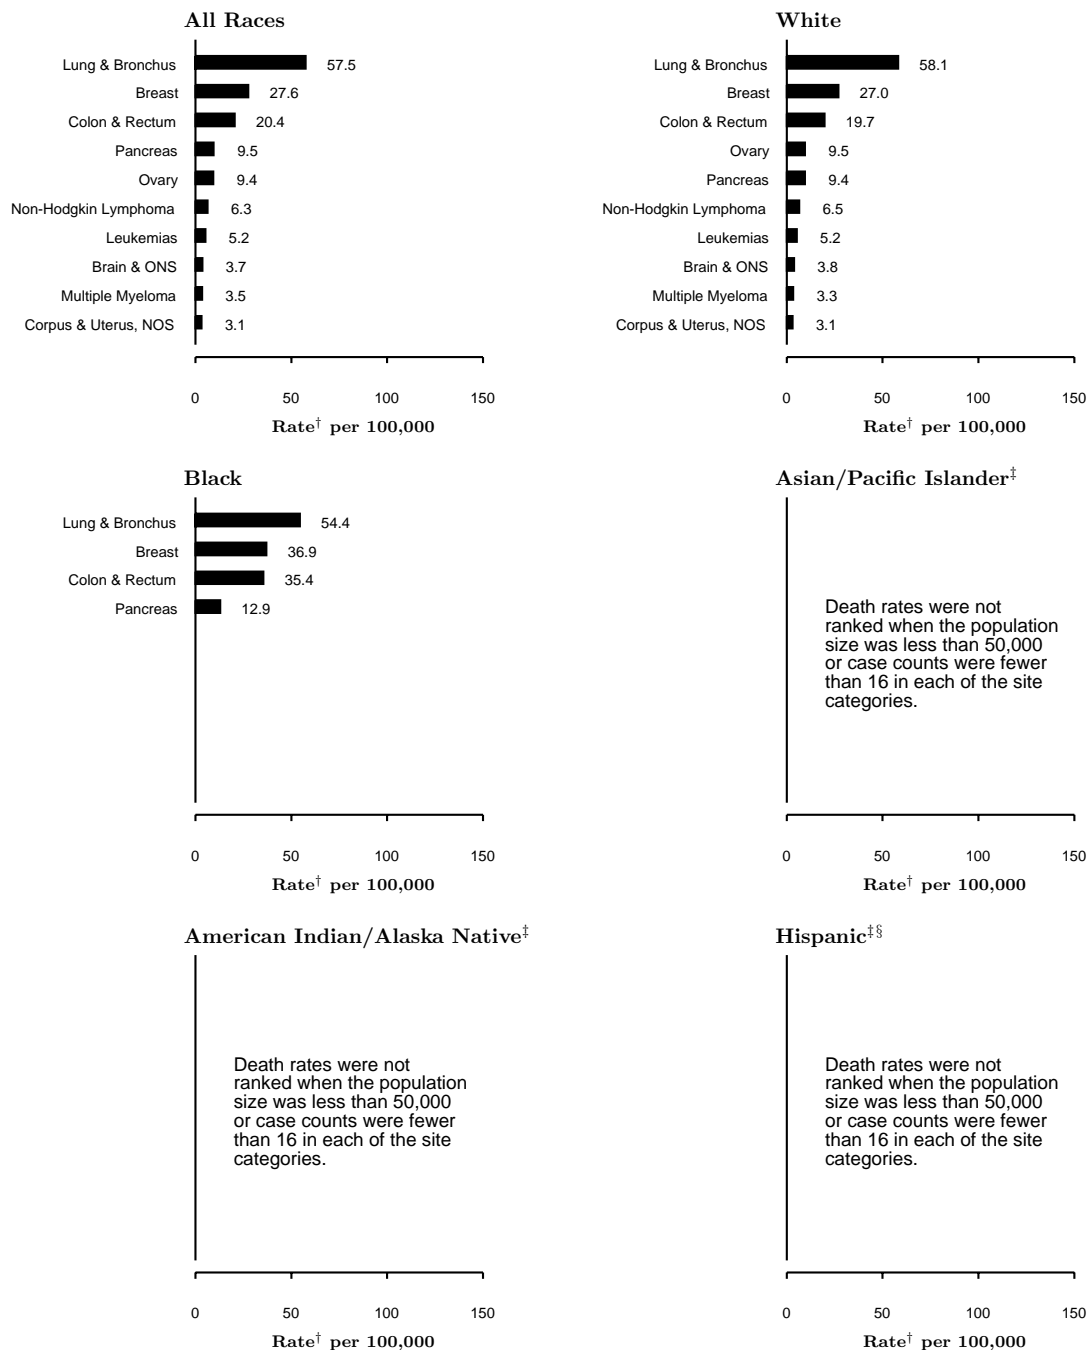 All Races
Lung & Bronchus 57.5
Breast 27.6
Colon & Rectum 20.4
Pancreas 9.5
Ovary 9.4
Non-Hodgkin Lymphoma 6.3
Leukemias 5.2
Brain & ONS 3.7
Multiple Myeloma 3.5
Corpus & Uterus, NOS 3.1
0 50 100 150
Rate† per 100,000
White
Lung & Bronchus 58.1
Breast 27.0
Colon & Rectum 19.7
Ovary 9.5
Pancreas 9.4
Non-Hodgkin Lymphoma 6.5
Leukemias 5.2
Brain & ONS 3.8
Multiple Myeloma 3.3
Corpus & Uterus, NOS 3.1
0 50 100 150
Rate† per 100,000
Black
Lung & Bronchus 54.4
Breast 36.9
Colon & Rectum 35.4
Pancreas 12.9
0 50 100 150
Rate† per 100,000
Asian/Pacific Islander‡
Death rates were not
ranked when the population
size was less than 50,000
or case counts were fewer
than 16 in each of the site
categories.
0 50 100 150
Rate† per 100,000
American Indian/Alaska Native‡
Death rates were not
ranked when the population
size was less than 50,000
or case counts were fewer
than 16 in each of the site
categories.
0 50 100 150
Rate† per 100,000
Hispanic‡§
Death rates were not
ranked when the population
size was less than 50,000
or case counts were fewer
than 16 in each of the site
categories.
0 50 100 150
Rate† per 100,000